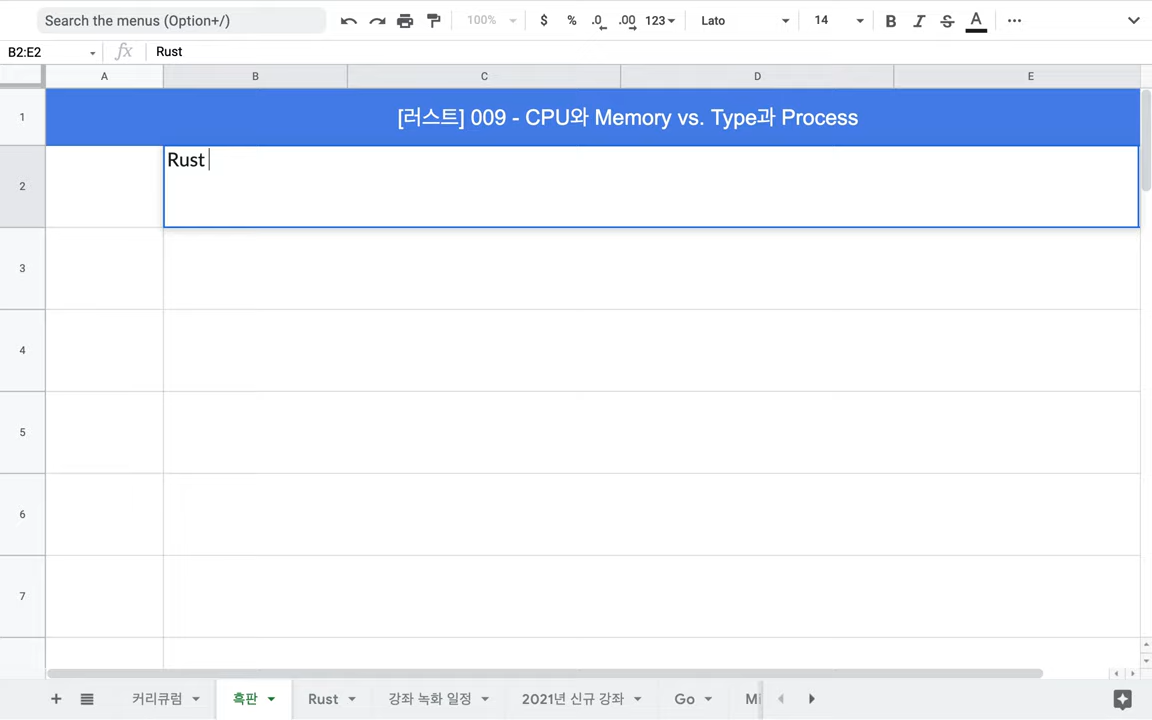 Search the menus (Option+/)
100%
$
%
.0
.00
123
Lato
14
B
I
S
A
B2:E2
fx
Rust
A
B
C
D
E
1
[러스트] 009 - CPU와 Memory vs. Type과 Process
2
Rust
3
4
5
6
7
커리큐럼
흑판
Rust
강좌 녹화 일정
2021년 신규 강좌
Go
Mi